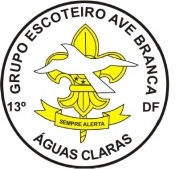 GRUPO ESCOTEIRO AVE BRANCA
13º
DF
SEMPRE ALERTA
ÁGUAS CLARAS